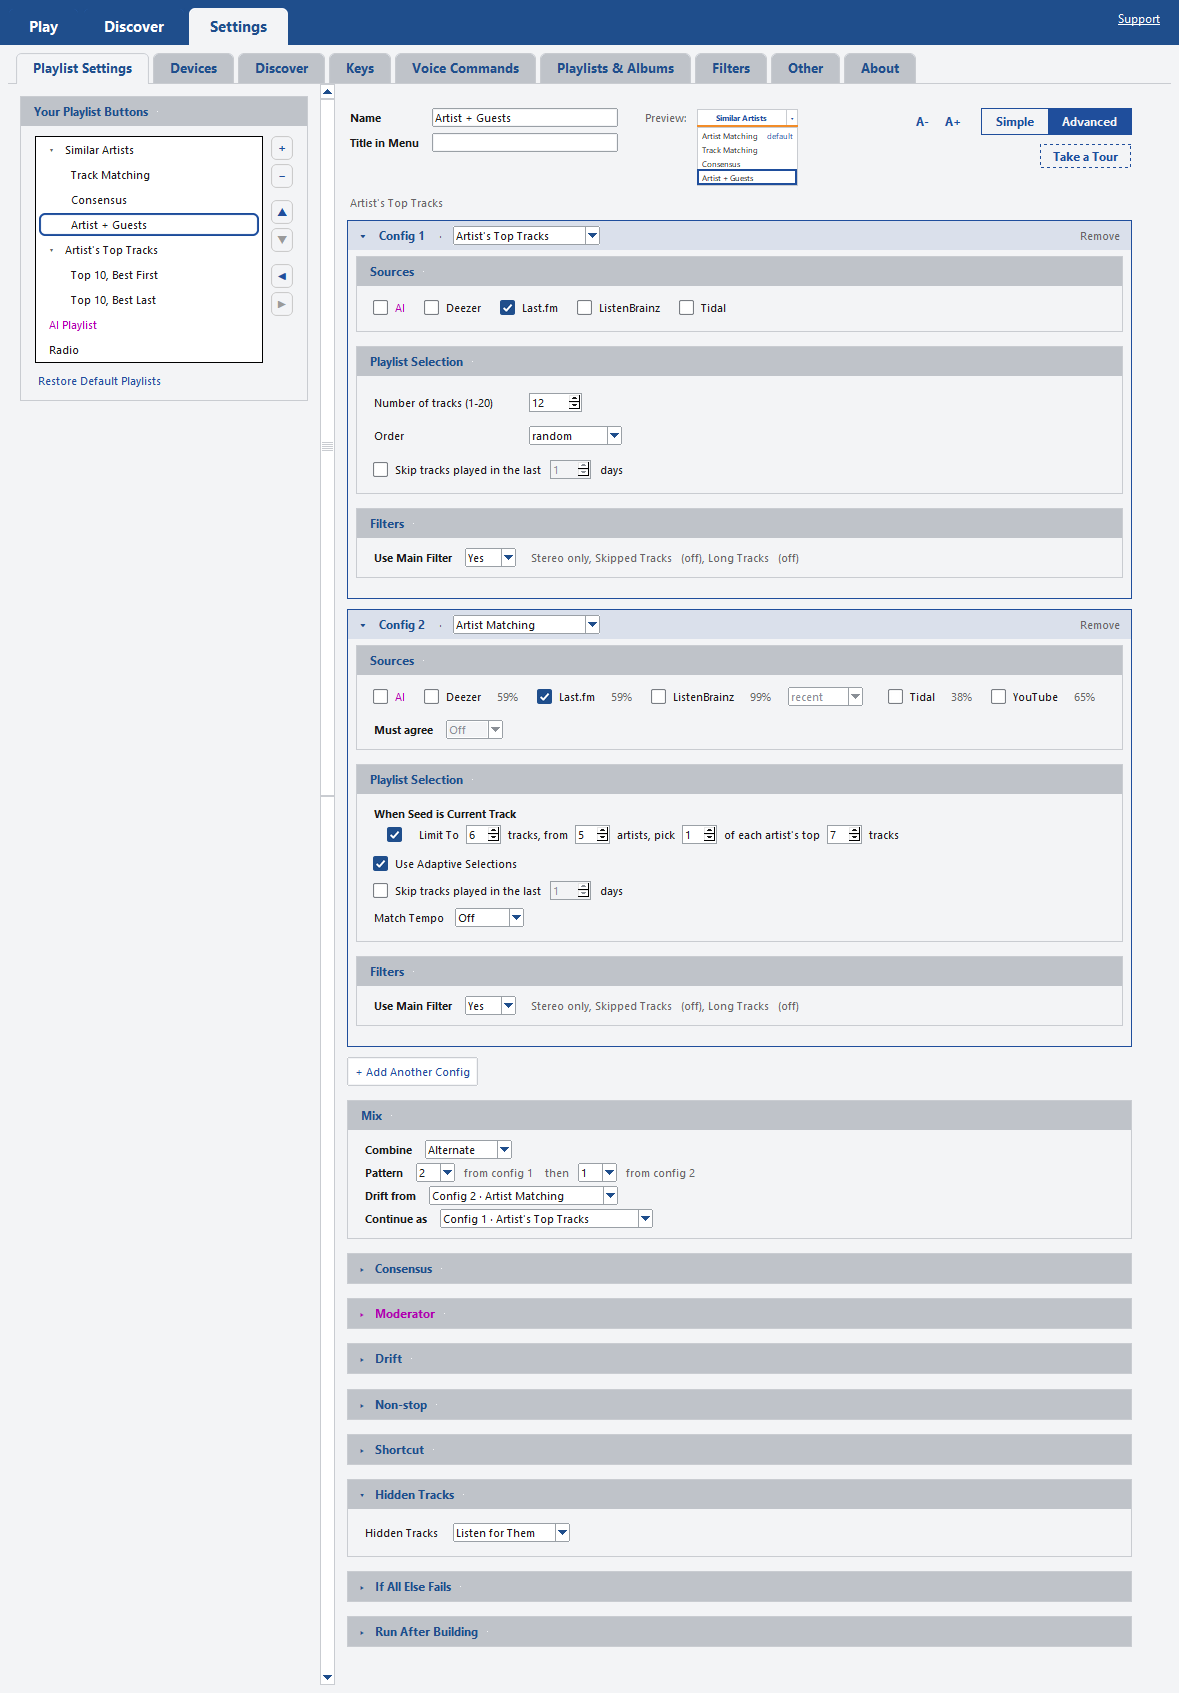 Play Discover Settings Support
Playlist Settings Devices Discover Keys Voice Commands Playlists & Albums Filters Other About
Your Playlist Buttons
Similar Artists
Track Matching
Consensus
Artist + Guests
Artist's Top Tracks
Top 10, Best First
Top 10, Best Last
AI Playlist
Radio
+
−
Restore Default Playlists
Name Artist + Guests
Title in Menu
Preview: Similar Artists
Artist Matching default
Track Matching
Consensus
Artist + Guests
A- A+ Simple Advanced
Take a Tour
Artist's Top Tracks
Config 1 · Artist's Top Tracks Remove
Sources
AI Deezer Last.fm ListenBrainz Tidal
Playlist Selection
Number of tracks (1-20) 12
Order random
Skip tracks played in the last 1 days
Filters
Use Main Filter Yes Stereo only, Skipped Tracks (off), Long Tracks (off)
Config 2 · Artist Matching Remove
Sources
AI Deezer 59% Last.fm 59% ListenBrainz 99% recent Tidal 38% YouTube 65%
Must agree Off
Playlist Selection
When Seed is Current Track
Limit To 6 tracks, from 5 artists, pick 1 of each artist's top 7 tracks
Use Adaptive Selections
Skip tracks played in the last 1 days
Match Tempo Off
Filters
Use Main Filter Yes Stereo only, Skipped Tracks (off), Long Tracks (off)
+ Add Another Config
Mix
Combine Alternate
Pattern 2 from config 1 then 1 from config 2
Drift from Config 2 · Artist Matching
Continue as Config 1 · Artist's Top Tracks
Consensus
Moderator
Drift
Non-stop
Shortcut
Hidden Tracks
Hidden Tracks Listen for Them
If All Else Fails
Run After Building